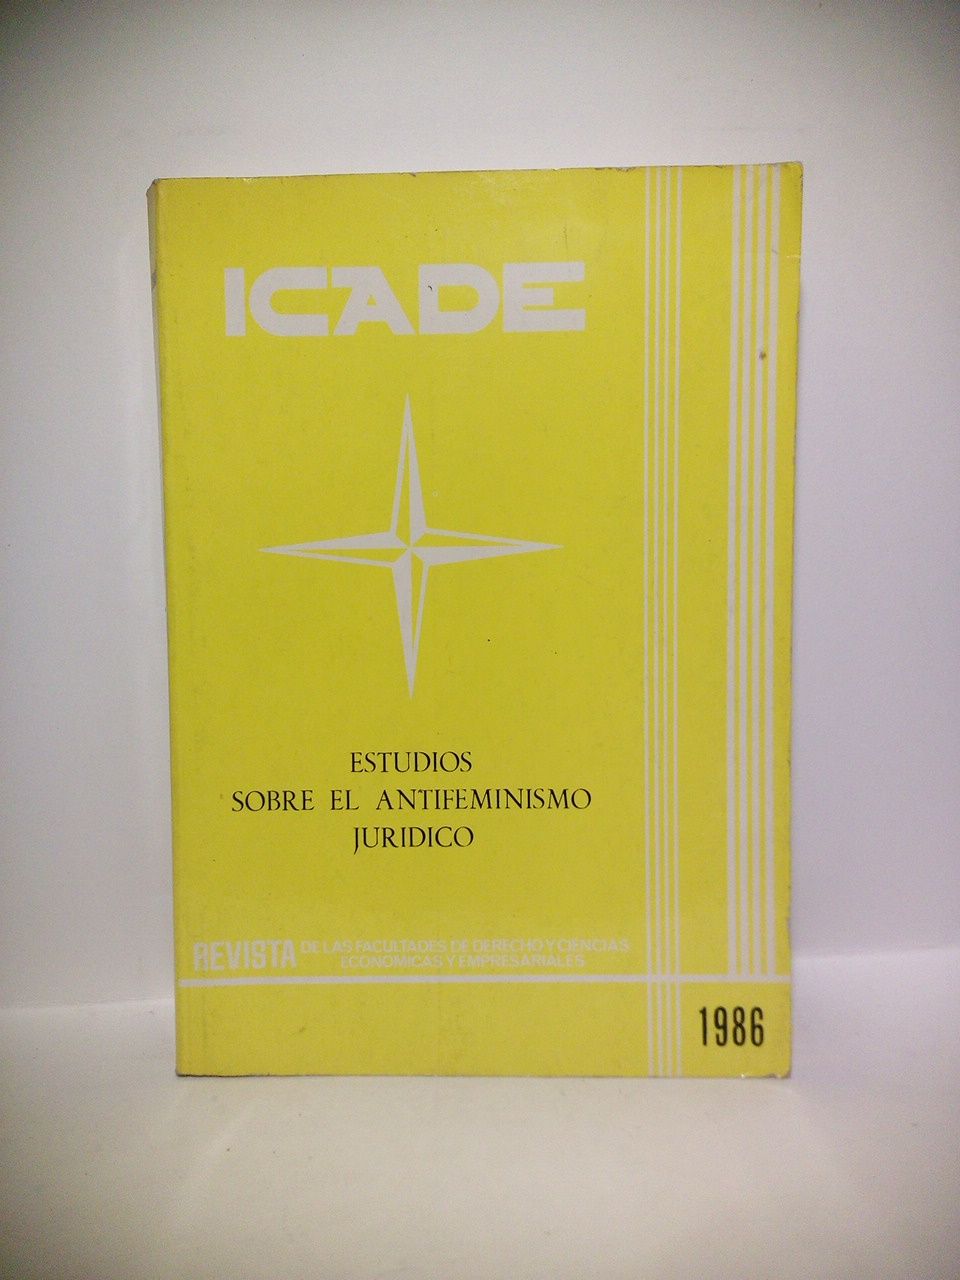 ICADE
ESTUDIOS
SOBRE EL ANTIFEMINISMO
JURIDICO
REVISTA DE LAS FACULTADES DE DERECHO Y CIENCIAS
ECONOMICAS Y EMPRESARIALES
1986